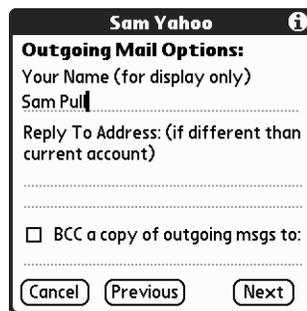 Sam Yahoo
Outgoing Mail Options:
Your Name (for display only)
Sam Pull
Reply To Address: (if different than
current account)
BCC a copy of outgoing msgs to:
Cancel Previous Next